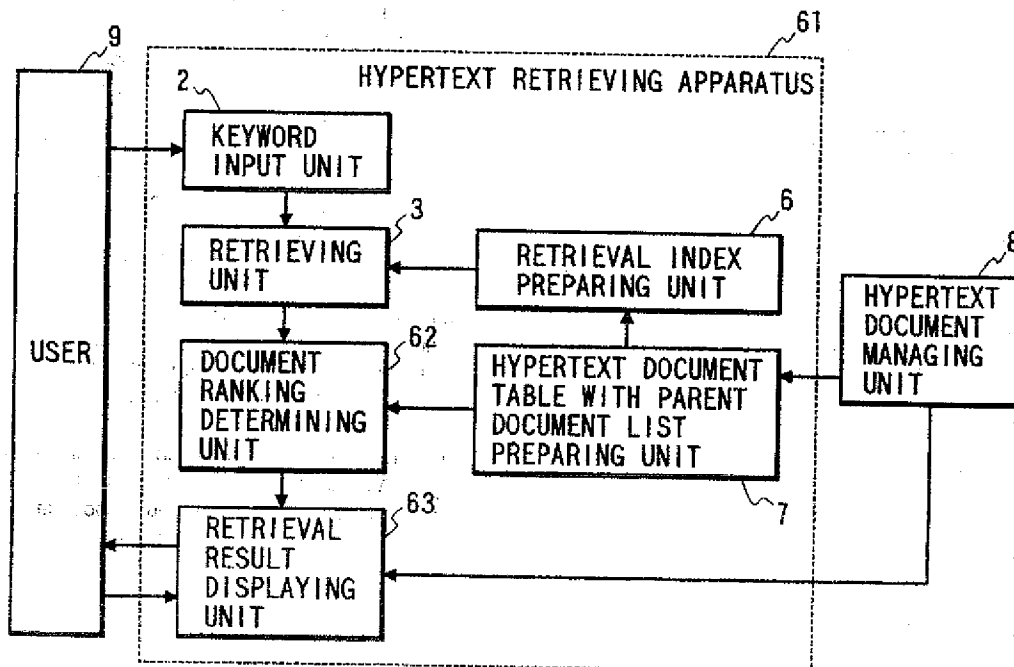 61
9
HYPERTEXT RETRIEVING APPARATUS
2
KEYWORD
INPUT UNIT
3
RETRIEVING
UNIT
6
RETRIEVAL INDEX
PREPARING UNIT
8
HYPERTEXT
DOCUMENT
MANAGING
UNIT
USER
62
DOCUMENT
RANKING
DETERMINING
UNIT
HYPERTEXT DOCUMENT
TABLE WITH PARENT
DOCUMENT LIST
PREPARING UNIT
7
63
RETRIEVAL
RESULT
DISPLAYING
UNIT